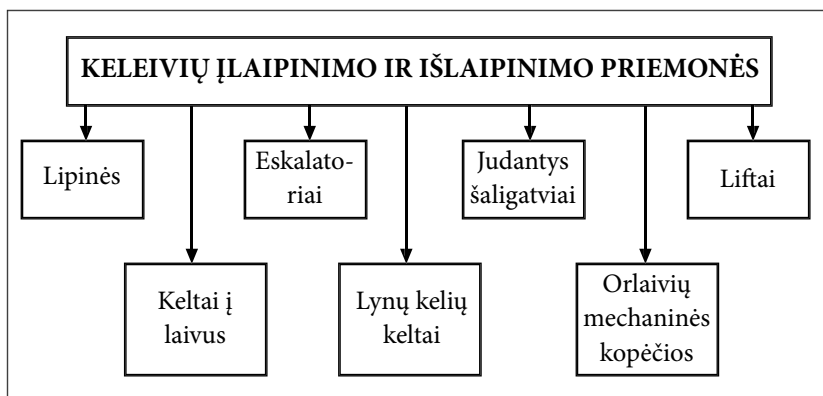 KELEIVIŲ ĮLAIPINIMO IR IŠLAIPINIMO PRIEMONĖS
Lipinės
Eskalato-
riai
Judantys
šaligatviai
Liftai
Keltai į
laivus
Lynų kelių
keltai
Orlaivių
mechaninės
kopėčios